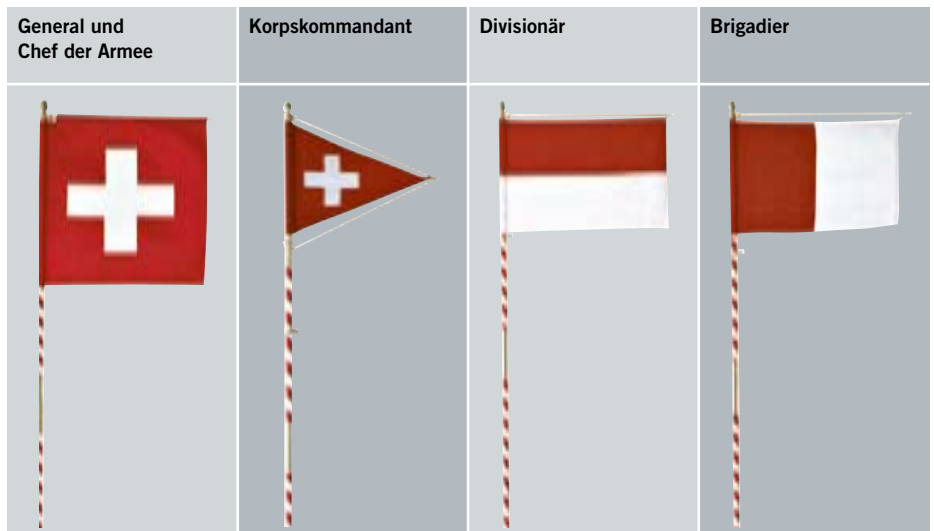 General und
Chef der Armee
Korpskommandant
Divisionär
Brigadier